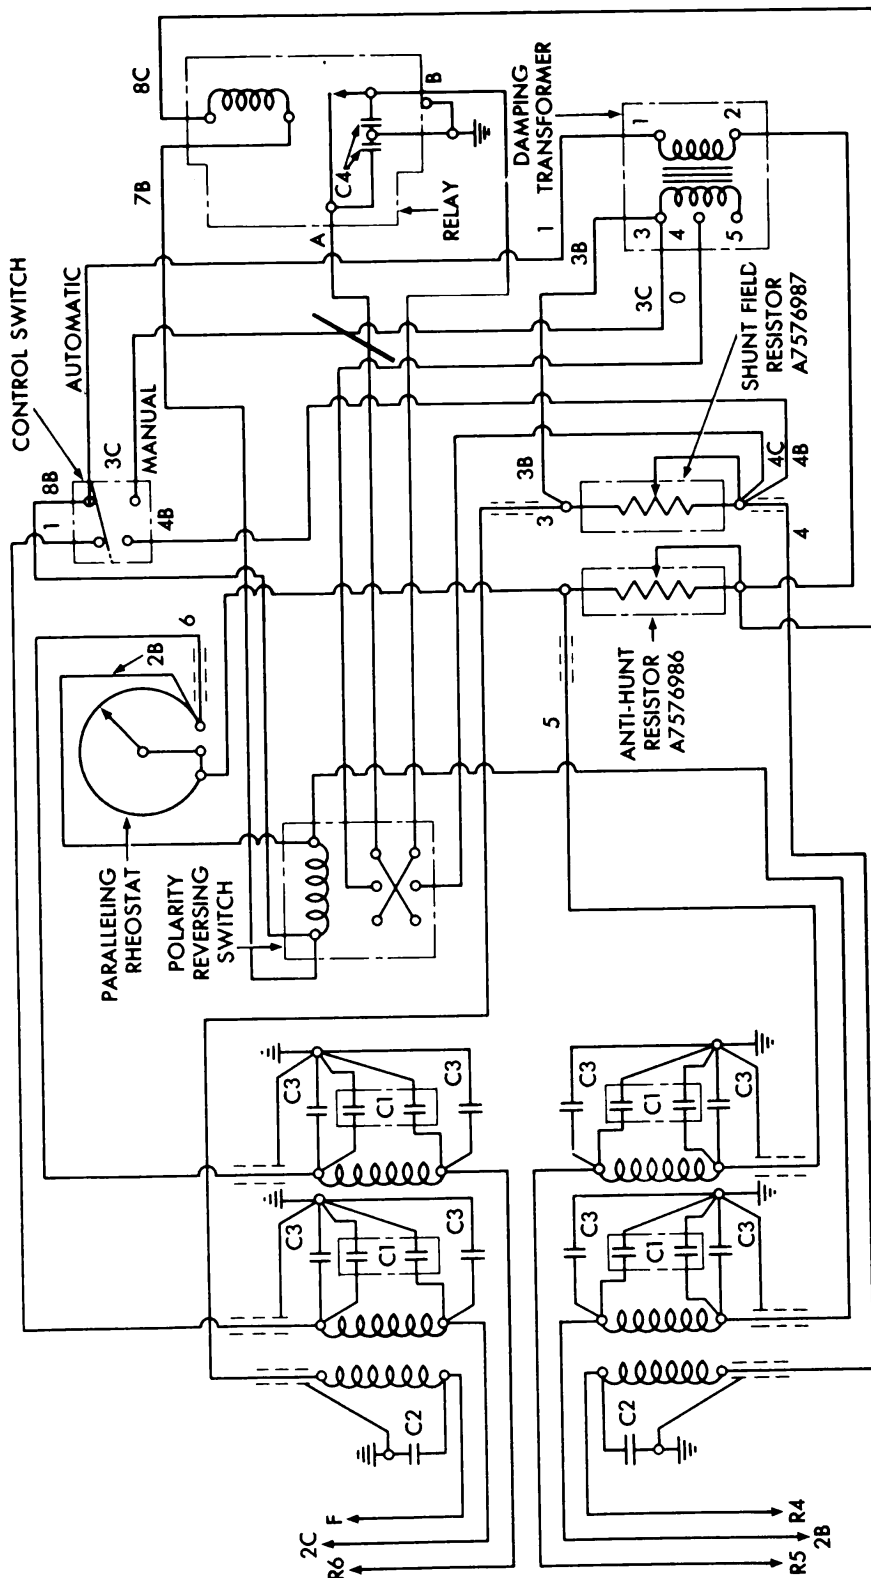 CONTROL SWITCH
AUTOMATIC
MANUAL
8B
1
3C
4B
7B
8C
RELAY
A
B
C4
DAMPING
TRANSFORMER
1
2
3
4
5
1
3B
3C
0
SHUNT FIELD
RESISTOR
A7576987
3B
3
4C
4B
4
ANTI-HUNT
RESISTOR
A7576986
5
6
2B
PARALLELING
RHEOSTAT
POLARITY
REVERSING
SWITCH
C3
C1
C3
C3
C1
C3
C2
C3
C1
C3
C3
C1
C3
C2
F
2C
R6
R4
2B
R5